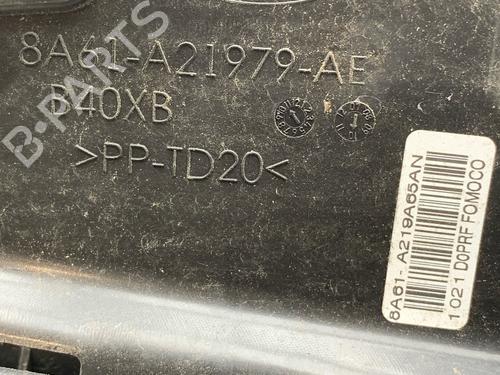 8A61-A21979-AE
B40XB
>PP-TD20<
8A61- A219A65AN
1021 D0PRF FOMOCO
B-Parts